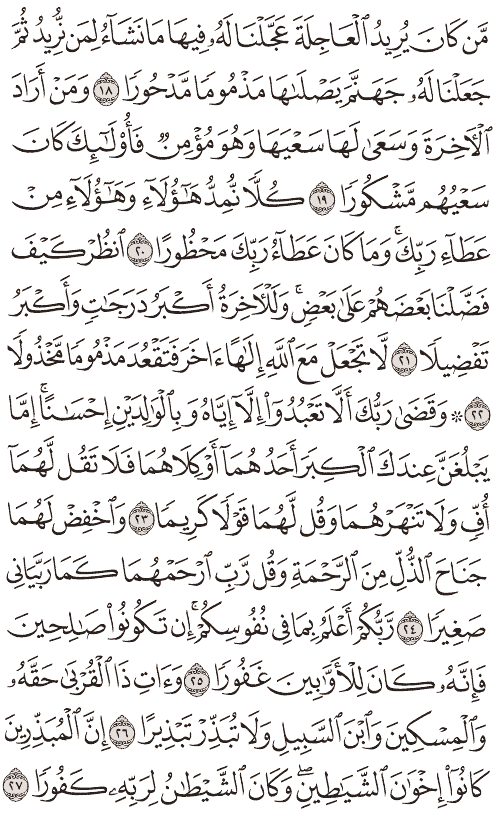 مَّن كَانَ يُرِيدُ ٱلْعَاجِلَةَ عَجَّلْنَا لَهُۥ فِيهَا مَا نَشَآءُ لِمَن نُّرِيدُ ثُمَّ
جَعَلْنَا لَهُۥ جَهَنَّمَ يَصْلَىٰهَا مَذْمُومًا مَّدْحُورًا ١٨ وَمَنْ أَرَادَ
ٱلْأَخِرَةَ وَسَعَىٰ لَهَا سَعْيَهَا وَهُوَ مُؤْمِنٌ فَأُو۟لَٰٓئِكَ كَانَ
سَعْيُهُم مَّشْكُورًا ١٩ كُلًّا نُّمِدُّ هَٰٓؤُلَآءِ وَهَٰٓؤُلَآءِ مِنْ
عَطَآءِ رَبِّكَ ۚ وَمَا كَانَ عَطَآءُ رَبِّكَ مَحْظُورًا ٢٠ ٱنظُرْ كَيْفَ
فَضَّلْنَا بَعْضَهُمْ عَلَىٰ بَعْضٍ ۚ وَلَلْأَخِرَةُ أَكْبَرُ دَرَجَٰتٍ وَأَكْبَرُ
تَفْضِيلًا ٢١ لَّا تَجْعَلْ مَعَ ٱللَّهِ إِلَٰهًا ءَاخَرَ فَتَقْعُدَ مَذْمُومًا مَّخْذُولًا
٢٢ ۞ وَقَضَىٰ رَبُّكَ أَلَّا تَعْبُدُوٓا۟ إِلَّآ إِيَّاهُ وَبِٱلْوَٰلِدَيْنِ إِحْسَٰنًا ۚ إِمَّا
يَبْلُغَنَّ عِندَكَ ٱلْكِبَرَ أَحَدُهُمَآ أَوْ كِلَاهُمَا فَلَا تَقُل لَّهُمَآ
أُفٍّ وَلَا تَنْهَرْهُمَا وَقُل لَّهُمَا قَوْلًا كَرِيمًا ٢٣ وَٱخْفِضْ لَهُمَا
جَنَاحَ ٱلذُّلِّ مِنَ ٱلرَّحْمَةِ وَقُل رَّبِّ ٱرْحَمْهُمَا كَمَا رَبَّيَانِى
صَغِيرًا ٢٤ رَّبُّكُمْ أَعْلَمُ بِمَا فِى نُفُوسِكُمْ ۚ إِن تَكُونُوا۟ صَٰلِحِينَ
فَإِنَّهُۥ كَانَ لِلْأَوَّٰبِينَ غَفُورًا ٢٥ وَءَاتِ ذَا ٱلْقُرْبَىٰ حَقَّهُۥ
وَٱلْمِسْكِينَ وَٱبْنَ ٱلسَّبِيلِ وَلَا تُبَذِّرْ تَبْذِيرًا ٢٦ إِنَّ ٱلْمُبَذِّرِينَ
كَانُوٓا۟ إِخْوَٰنَ ٱلشَّيَٰطِينِ ۖ وَكَانَ ٱلشَّيْطَٰنُ لِرَبِّهِۦ كَفُورًا ٢٧